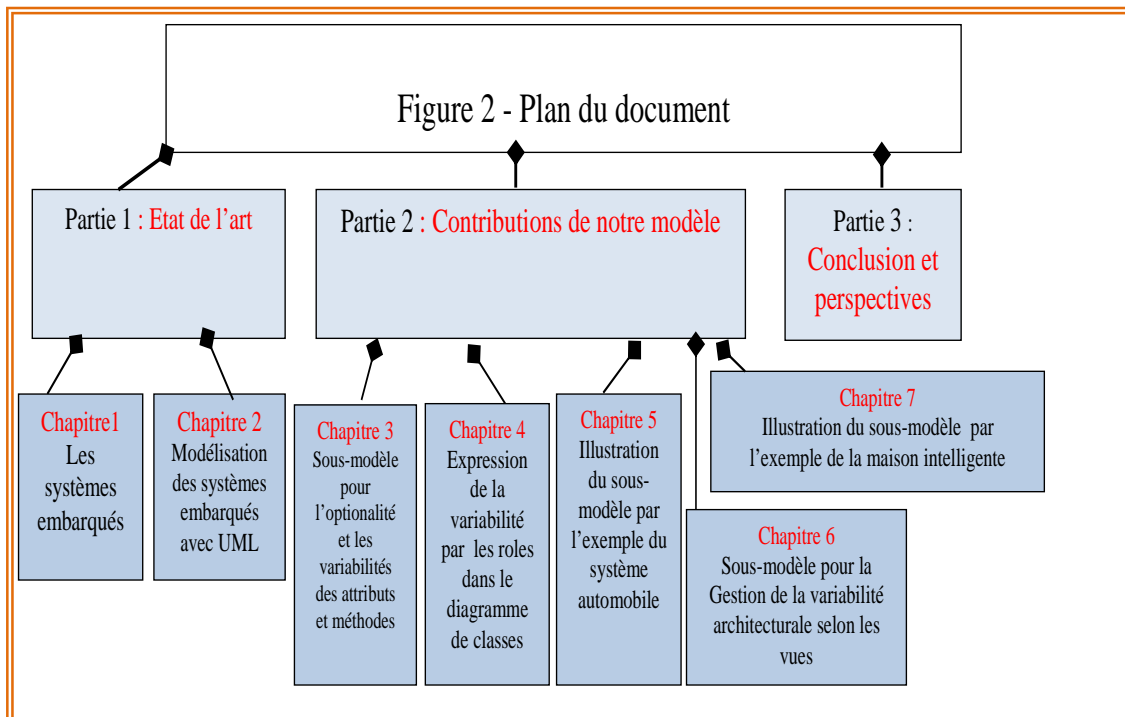 Figure 2 - Plan du document
Partie 1 : Etat de l'art
Partie 2 : Contributions de notre modèle
Partie 3 :
Conclusion et
perspectives
Chapitre1
Les
systèmes
embarqués
Chapitre 2
Modélisation
des systèmes
embarqués
avec UML
Chapitre 3
Sous-modèle
pour
l'optionalité
et les
variabilités
des attributs
et méthodes
Chapitre 4
Expression
de la
variabilité
par les roles
dans le
diagramme
de classes
Chapitre 5
Illustration
du sous-
modèle par
l'exemple du
système
automobile
Chapitre 7
Illustration du sous-modèle par
l'exemple de la maison intelligente
Chapitre 6
Sous-modèle pour la
Gestion de la variabilité
architecturale selon les
vues